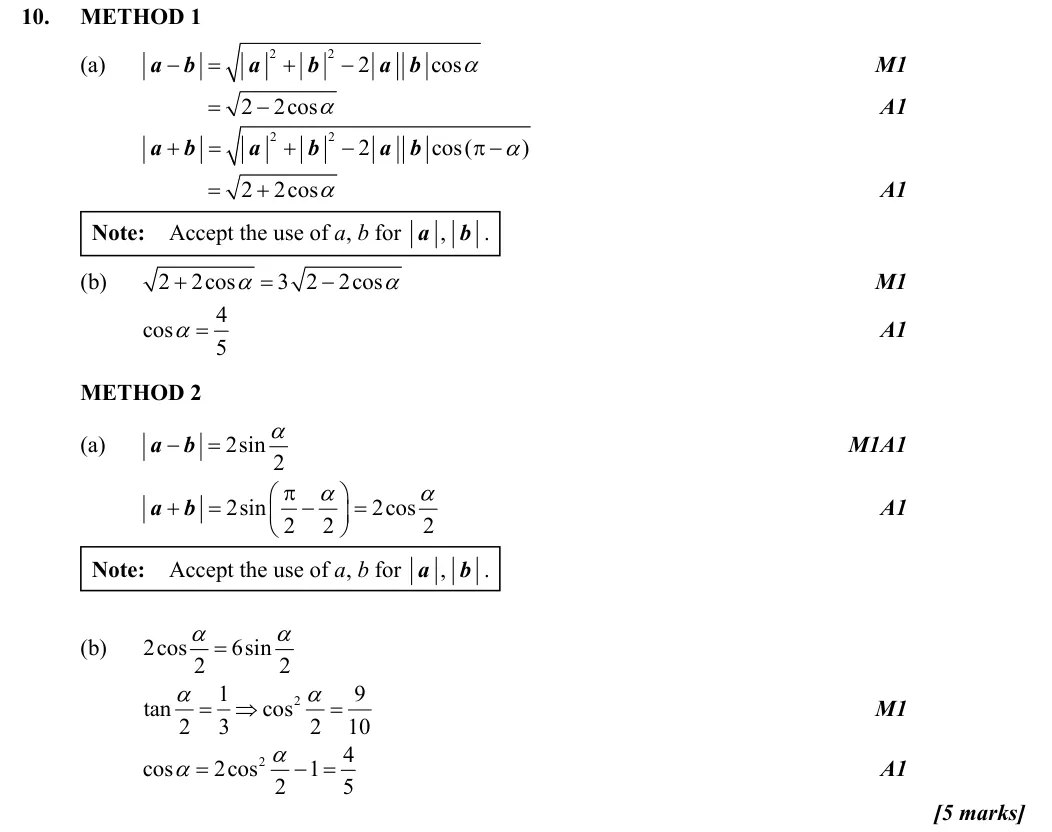 10. METHOD 1
(a) |a − b| = √(|a|² + |b|² − 2|a||b|cos α) M1
= √(2 − 2cos α) A1
|a + b| = √(|a|² + |b|² − 2|a||b|cos(π − α))
= √(2 + 2cos α) A1
Note: Accept the use of a, b for |a|, |b|.
(b) √(2 + 2cos α) = 3√(2 − 2cos α) M1
cos α = 4/5 A1
METHOD 2
(a) |a − b| = 2sin α/2 M1A1
|a + b| = 2sin(π/2 − α/2) = 2cos α/2 A1
Note: Accept the use of a, b for |a|, |b|.
(b) 2cos α/2 = 6sin α/2
tan α/2 = 1/3 ⇒ cos² α/2 = 9/10 M1
cos α = 2cos² α/2 − 1 = 4/5 A1
[5 marks]